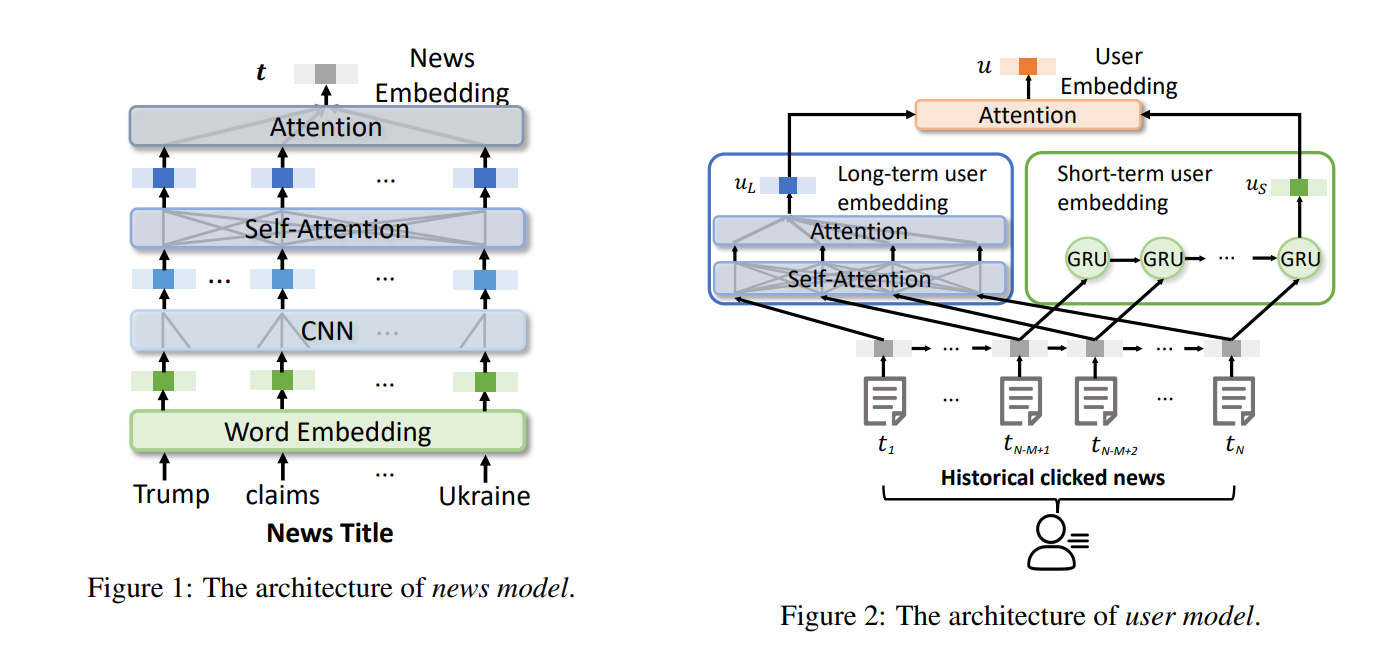 t
News
Embedding
Attention
...
Self-Attention
... ...
CNN
...
...
Word Embedding
...
Trump claims Ukraine
News Title
Figure 1: The architecture of news model.
u
User
Embedding
Attention
u_L
Long-term user
embedding
Attention
Self-Attention
Short-term user
embedding
u_S
GRU GRU ... GRU
... ...
... ...
t_1 t_{N-M+1} t_{N-M+2} t_N
Historical clicked news
Figure 2: The architecture of user model.